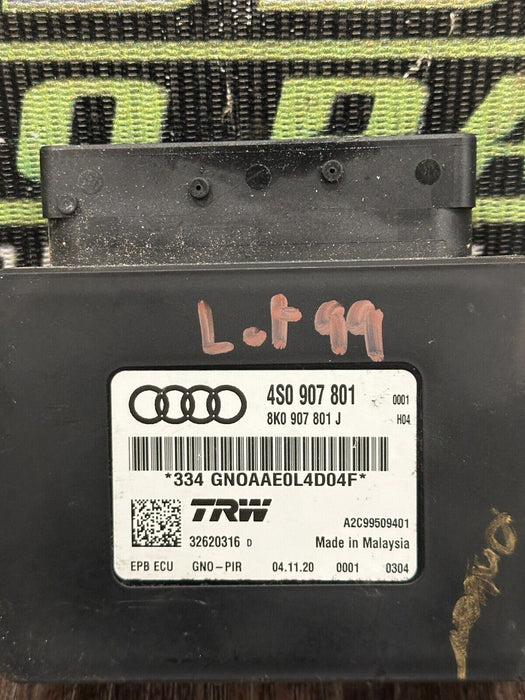 Lot 99
4S0 907 801 0001
8K0 907 801 J H04
*334 GNOAAE0L4D04F*
TRW
A2C99509401
32620316 D Made in Malaysia
EPB ECU GNO-PIR 04.11.20 0001 0304